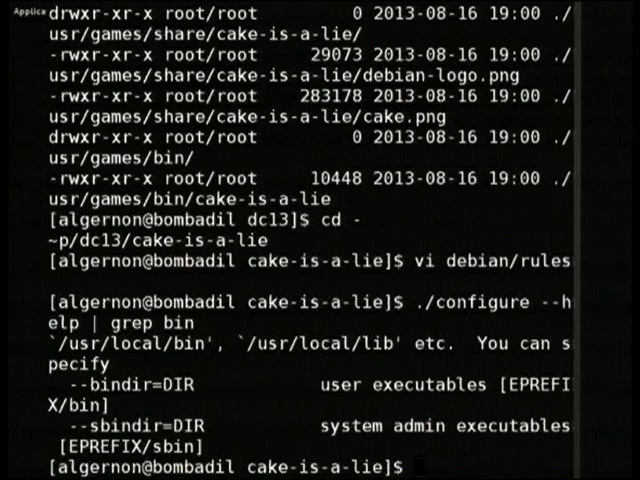 Applica
drwxr-xr-x root/root         0 2013-08-16 19:00 ./
usr/games/share/cake-is-a-lie/
-rwxr-xr-x root/root     29073 2013-08-16 19:00 ./
usr/games/share/cake-is-a-lie/debian-logo.png
-rwxr-xr-x root/root    283178 2013-08-16 19:00 ./
usr/games/share/cake-is-a-lie/cake.png
drwxr-xr-x root/root         0 2013-08-16 19:00 ./
usr/games/bin/
-rwxr-xr-x root/root     10448 2013-08-16 19:00 ./
usr/games/bin/cake-is-a-lie
[algernon@bombadil dc13]$ cd -
~p/dc13/cake-is-a-lie
[algernon@bombadil cake-is-a-lie]$ vi debian/rules
[algernon@bombadil cake-is-a-lie]$ ./configure --h
elp | grep bin
`/usr/local/bin', `/usr/local/lib' etc.  You can s
pecify
  --bindir=DIR            user executables [EPREFI
X/bin]
  --sbindir=DIR           system admin executables
 [EPREFIX/sbin]
[algernon@bombadil cake-is-a-lie]$